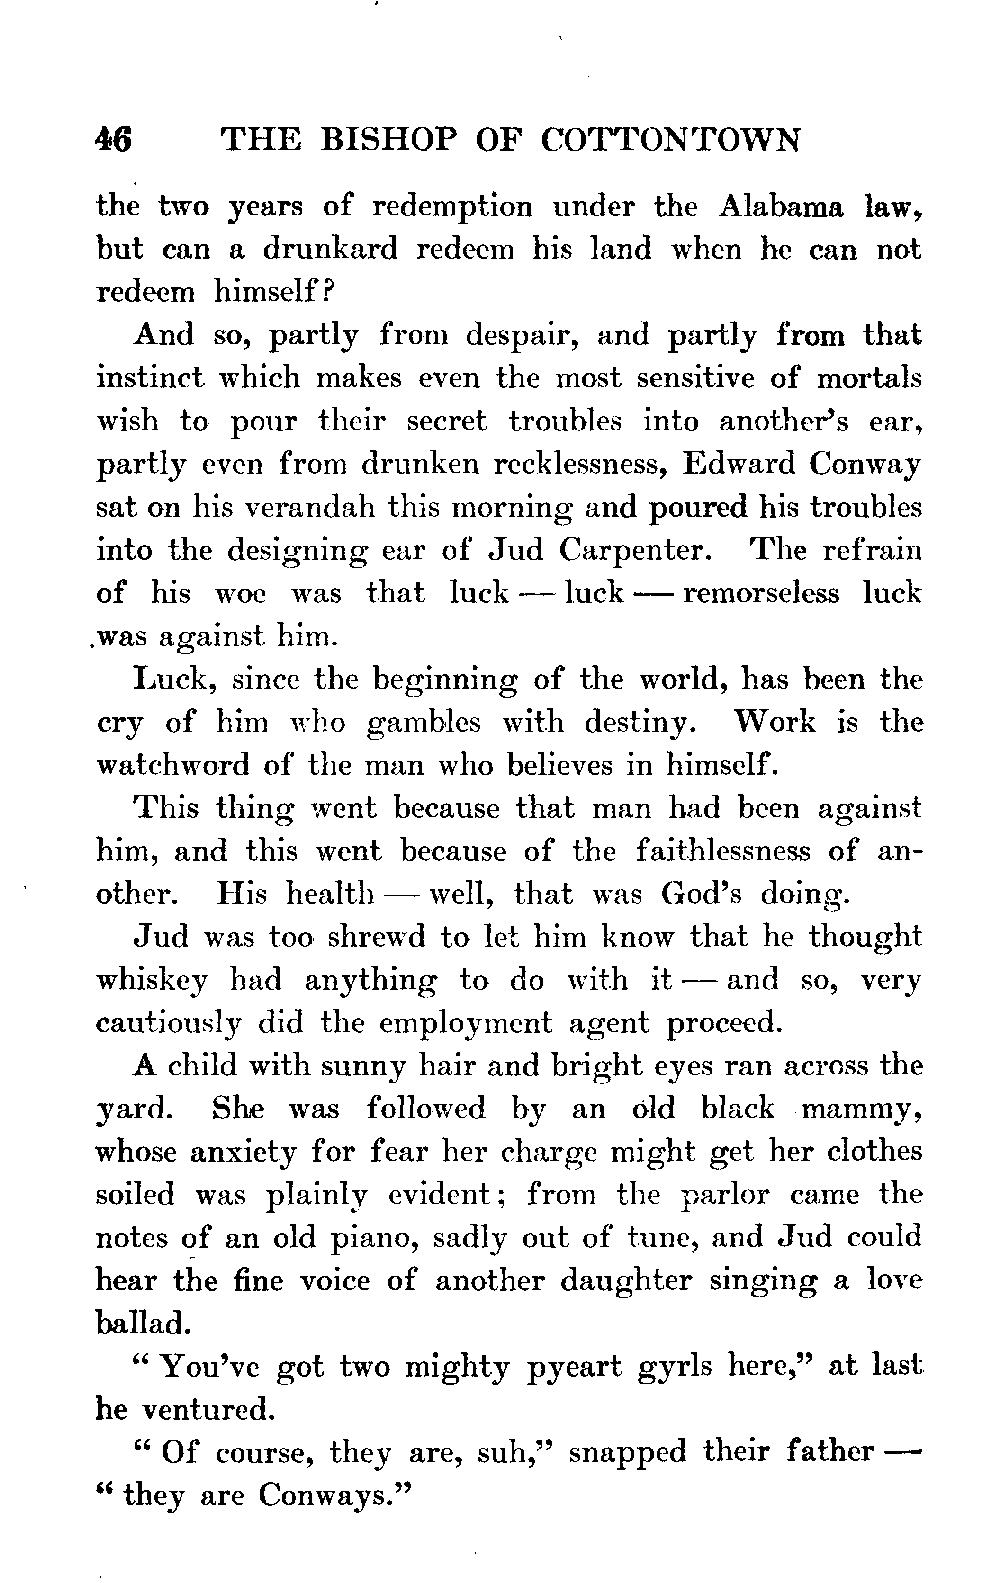 46 THE BISHOP OF COTTONTOWN
the two years of redemption under the Alabama law,
but can a drunkard redeem his land when he can not
redeem himself?
And so, partly from despair, and partly from that
instinct which makes even the most sensitive of mortals
wish to pour their secret troubles into another's ear,
partly even from drunken recklessness, Edward Conway
sat on his verandah this morning and poured his troubles
into the designing ear of Jud Carpenter. The refrain
of his woe was that luck — luck — remorseless luck
was against him.
Luck, since the beginning of the world, has been the
cry of him who gambles with destiny. Work is the
watchword of the man who believes in himself.
This thing went because that man had been against
him, and this went because of the faithlessness of an-
other. His health — well, that was God's doing.
Jud was too shrewd to let him know that he thought
whiskey had anything to do with it — and so, very
cautiously did the employment agent proceed.
A child with sunny hair and bright eyes ran across the
yard. She was followed by an old black mammy,
whose anxiety for fear her charge might get her clothes
soiled was plainly evident; from the parlor came the
notes of an old piano, sadly out of tune, and Jud could
hear the fine voice of another daughter singing a love
ballad.
"You've got two mighty pyeart gyrls here," at last
he ventured.
"Of course, they are, suh," snapped their father —
"they are Conways."